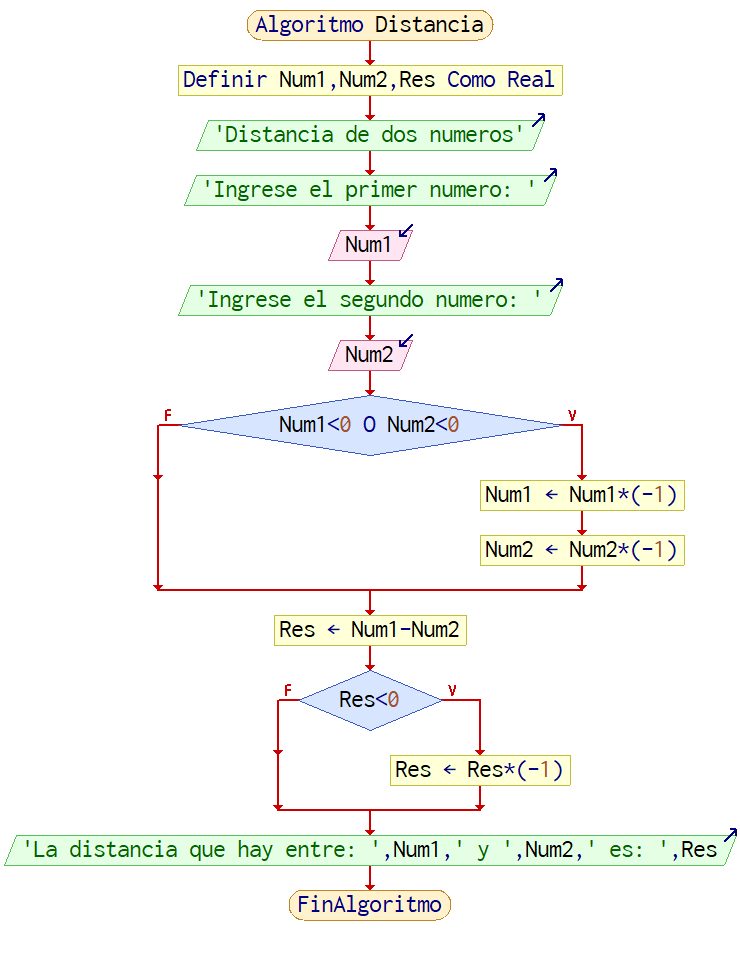 Algoritmo Distancia
Definir Num1,Num2,Res Como Real
'Distancia de dos numeros'
'Ingrese el primer numero: '
Num1
'Ingrese el segundo numero: '
Num2
F
V
Num1<0 O Num2<0
Num1 ← Num1*(-1)
Num2 ← Num2*(-1)
Res ← Num1-Num2
F
V
Res<0
Res ← Res*(-1)
'La distancia que hay entre: ',Num1,' y ',Num2,' es: ',Res
FinAlgoritmo